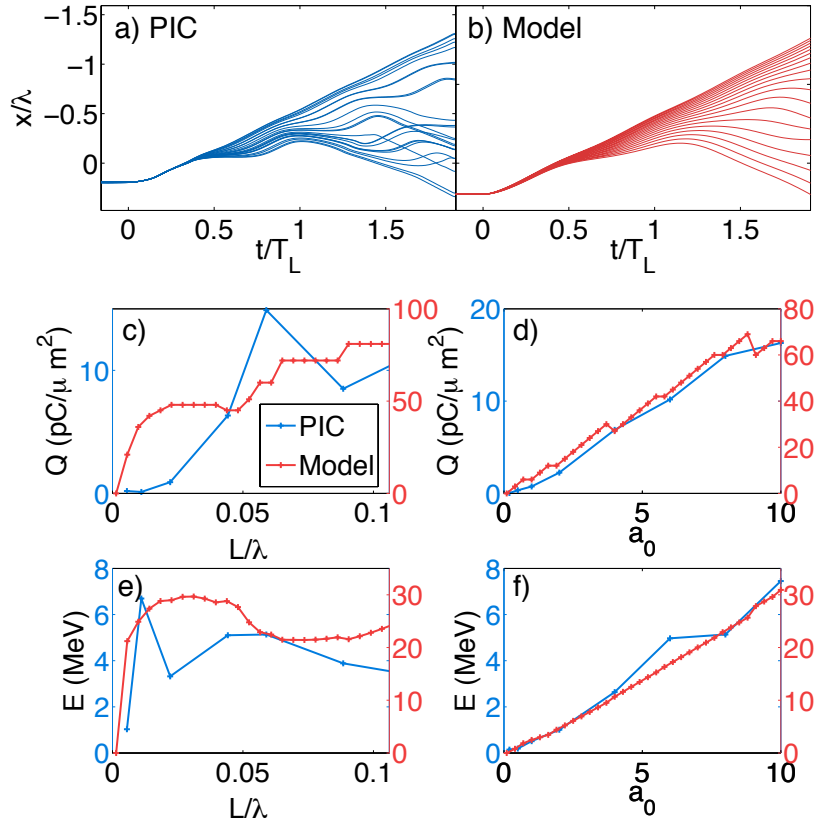 a) PIC
b) Model
−1.5
−1
−0.5
0
x/λ
0 0.5 1 1.5
0 0.5 1 1.5
t/T_L
t/T_L
c)
10
0
Q (pC/μ m²)
100
50
0
PIC
Model
0 0.05 0.1
L/λ
d)
20
10
0
Q (pC/μ m²)
80
60
40
20
0
0 5 10
a₀
e)
8
6
4
2
0
E (MeV)
30
20
10
0
0 0.05 0.1
L/λ
f)
8
6
4
2
0
E (MeV)
30
20
10
0
0 5 10
a₀